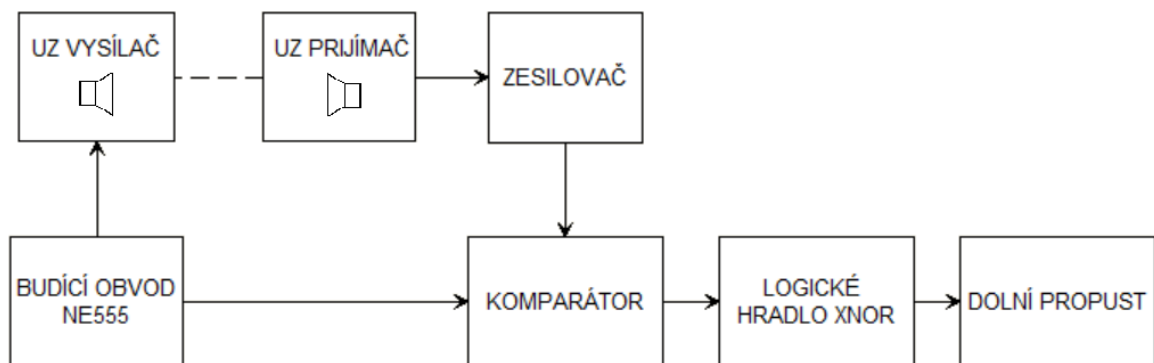 UZ VYSÍLAČ
UZ PRIJÍMAČ
ZESILOVAČ
BUDÍCÍ OBVOD
NE555
KOMPARÁTOR
LOGICKÉ
HRADLO XNOR
DOLNÍ PROPUST